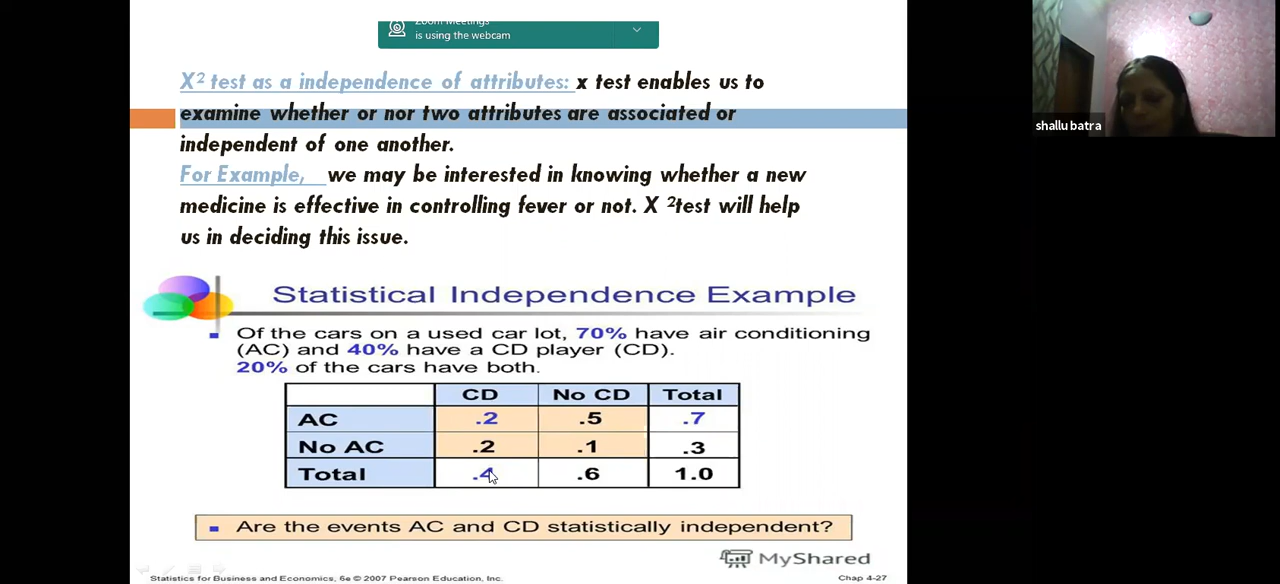 Zoom Meetings
is using the webcam
X² test as a independence of attributes: x test enables us to
examine whether or nor two attributes are associated or
independent of one another.
For Example, we may be interested in knowing whether a new
medicine is effective in controlling fever or not. X ²test will help
us in deciding this issue.
Statistical Independence Example
Of the cars on a used car lot, 70% have air conditioning
(AC) and 40% have a CD player (CD).
20% of the cars have both.
CD No CD Total
AC .2 .5 .7
No AC .2 .1 .3
Total .4 .6 1.0
Are the events AC and CD statistically independent?
MyShared
Statistics for Business and Economics, 6e © 2007 Pearson Education, Inc.
Chap 4-27
shallu batra